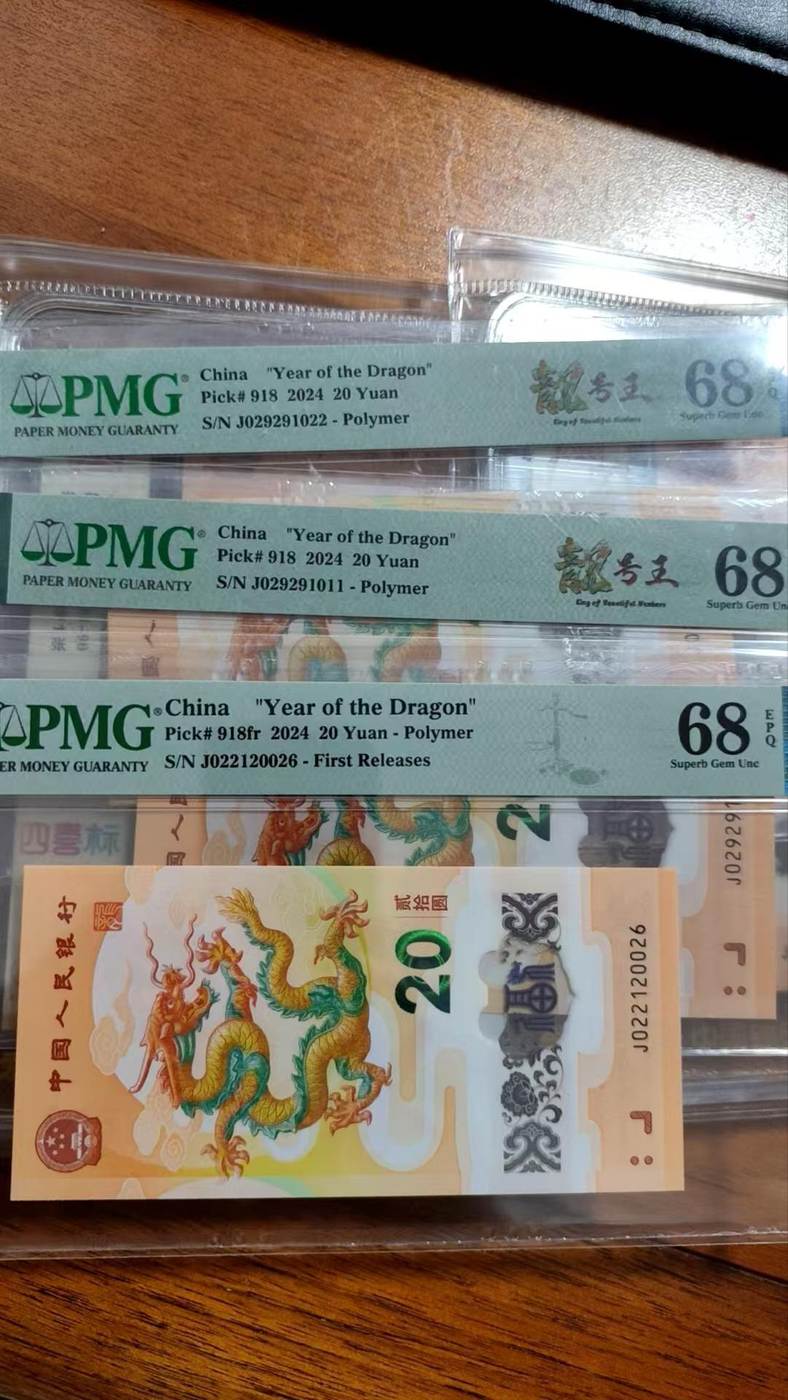 PMG®
PAPER MONEY GUARANTY
China "Year of the Dragon"
Pick# 918 2024 20 Yuan
S/N J029291022 - Polymer
靓号王
King of Beautiful Numbers
68
Superb Gem Unc
PMG®
PAPER MONEY GUARANTY
China "Year of the Dragon"
Pick# 918 2024 20 Yuan
S/N J029291011 - Polymer
靓号王
King of Beautiful Numbers
68
Superb Gem Un
PMG®
ER MONEY GUARANTY
China "Year of the Dragon"
Pick# 918fr 2024 20 Yuan - Polymer
S/N J022120026 - First Releases
68
EPQ
Superb Gem Unc
四喜标
J029291
中国人民银行
贰拾圆
20
J022120026